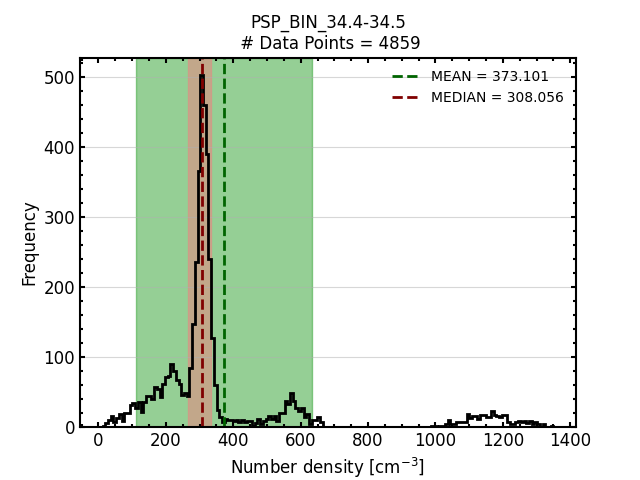 PSP_BIN_34.4-34.5
# Data Points = 4859
MEAN = 373.101
MEDIAN = 308.056
Frequency
500
400
300
200
100
0
0 200 400 600 800 1000 1200 1400
Number density [cm⁻³]